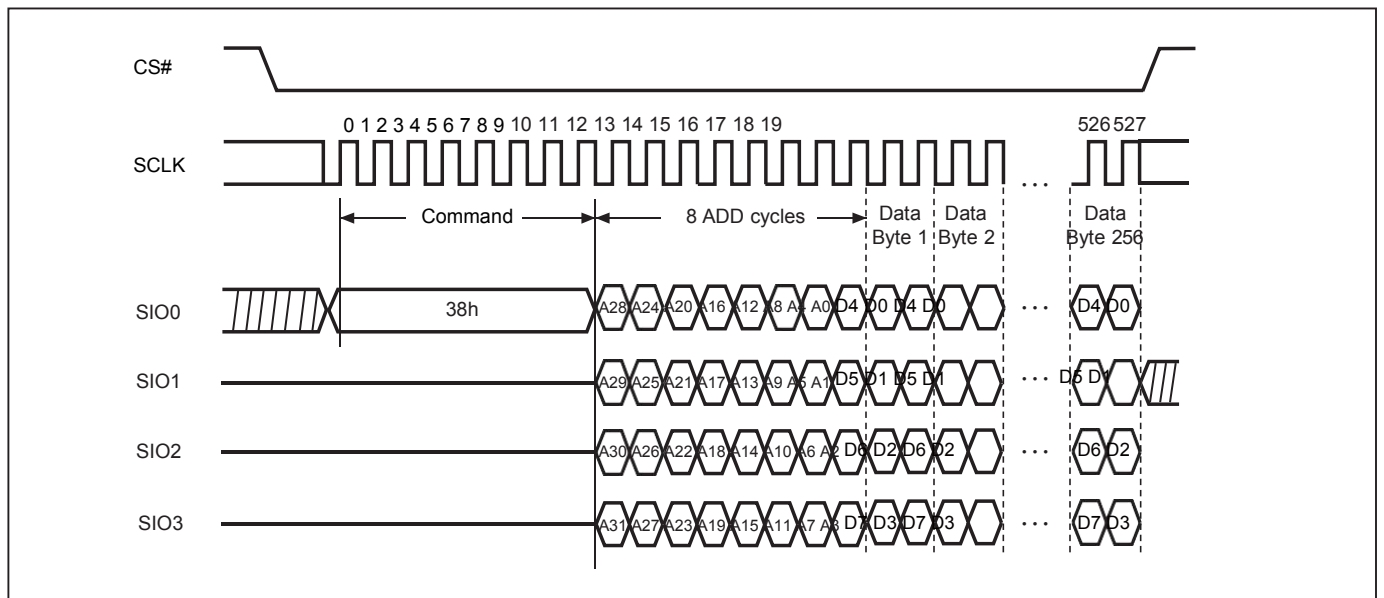 CS#
0 1 2 3 4 5 6 7 8 9 10 11 12 13 14 15 16 17 18 19 526 527
SCLK
. . .
Command 8 ADD cycles Data Byte 1 Data Byte 2 Data Byte 256
SIO0 38h A28 A24 A20 A16 A12 A8 A4 A0 D4 D0 D4 D0 . . . D4 D0
SIO1 A29 A25 A21 A17 A13 A9 A5 A1 D5 D1 D5 D1 . . . D5 D1
SIO2 A30 A26 A22 A18 A14 A10 A6 A2 D6 D2 D6 D2 . . . D6 D2
SIO3 A31 A27 A23 A19 A15 A11 A7 A3 D7 D3 D7 D3 . . . D7 D3